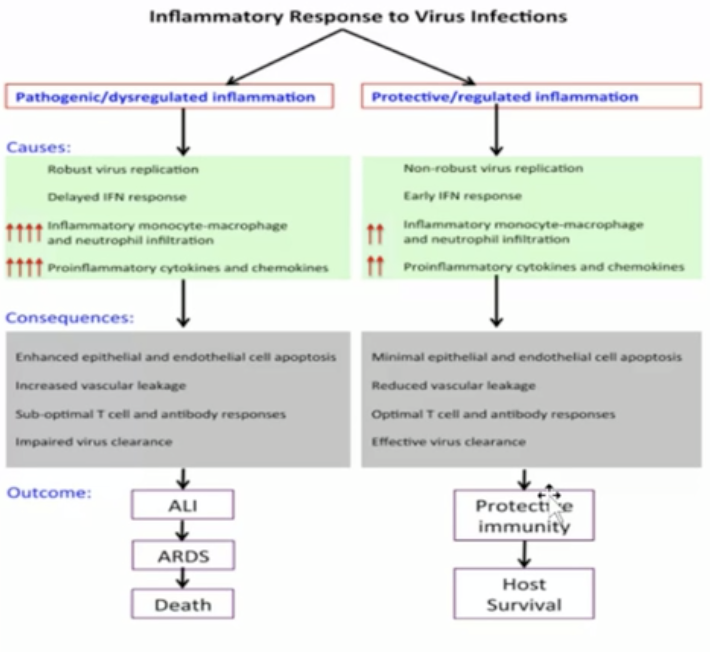 Inflammatory Response to Virus Infections
Pathogenic/dysregulated inflammation
Protective/regulated inflammation
Causes:
Robust virus replication
Delayed IFN response
Inflammatory monocyte-macrophage
and neutrophil infiltration
Proinflammatory cytokines and chemokines
Non-robust virus replication
Early IFN response
Inflammatory monocyte-macrophage
and neutrophil infiltration
Proinflammatory cytokines and chemokines
Consequences:
Enhanced epithelial and endothelial cell apoptosis
Increased vascular leakage
Sub-optimal T cell and antibody responses
Impaired virus clearance
Minimal epithelial and endothelial cell apoptosis
Reduced vascular leakage
Optimal T cell and antibody responses
Effective virus clearance
Outcome:
ALI
ARDS
Death
Protective
immunity
Host
Survival